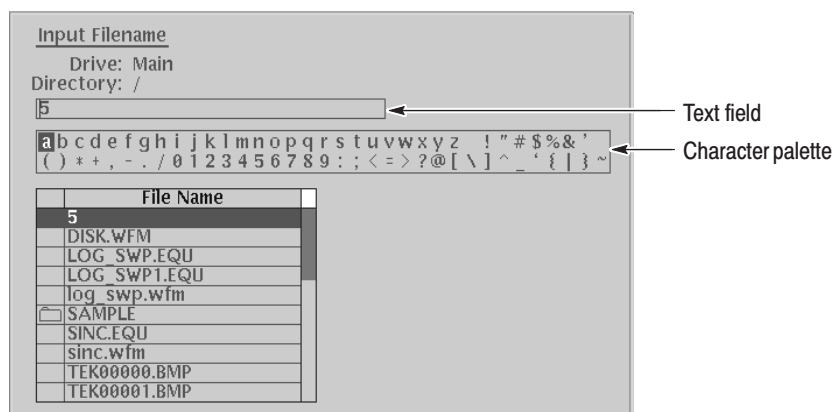 Input Filename
Drive: Main
Directory: /
5
Text field
a b c d e f g h i j k l m n o p q r s t u v w x y z ! " # $ % & '
( ) * + , - . / 0 1 2 3 4 5 6 7 8 9 : ; < = > ? @ [ \ ] ^ _ ‘ { | } ~
Character palette
File Name
5
DISK.WFM
LOG_SWP.EQU
LOG_SWP1.EQU
log_swp.wfm
SAMPLE
SINC.EQU
sinc.wfm
TEK00000.BMP
TEK00001.BMP